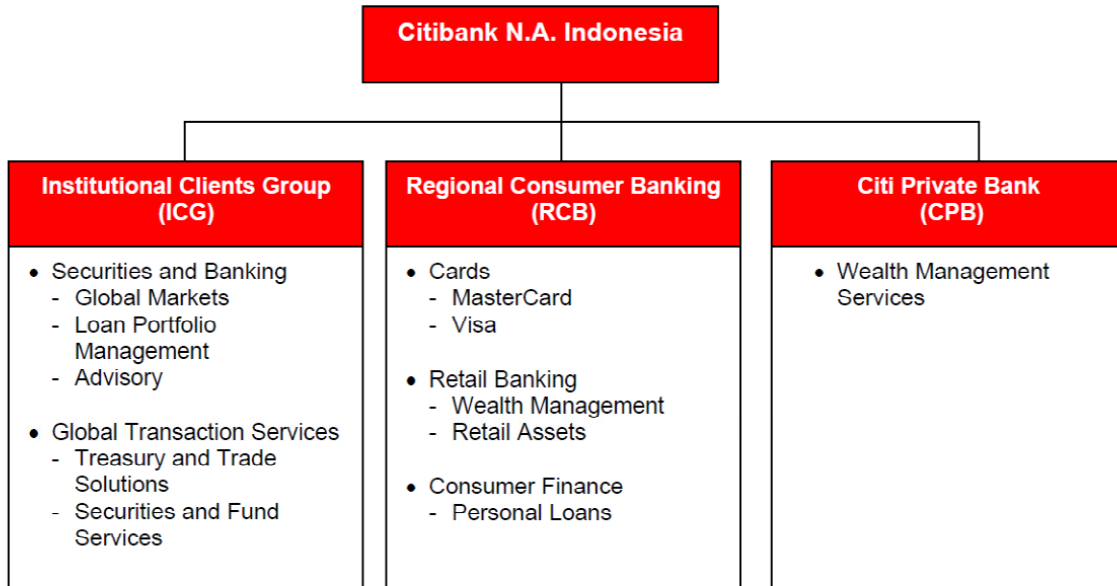 Citibank N.A. Indonesia
Institutional Clients Group
(ICG)
• Securities and Banking
- Global Markets
- Loan Portfolio
Management
- Advisory
• Global Transaction Services
- Treasury and Trade
Solutions
- Securities and Fund
Services
Regional Consumer Banking
(RCB)
• Cards
- MasterCard
- Visa
• Retail Banking
- Wealth Management
- Retail Assets
• Consumer Finance
- Personal Loans
Citi Private Bank
(CPB)
• Wealth Management
Services